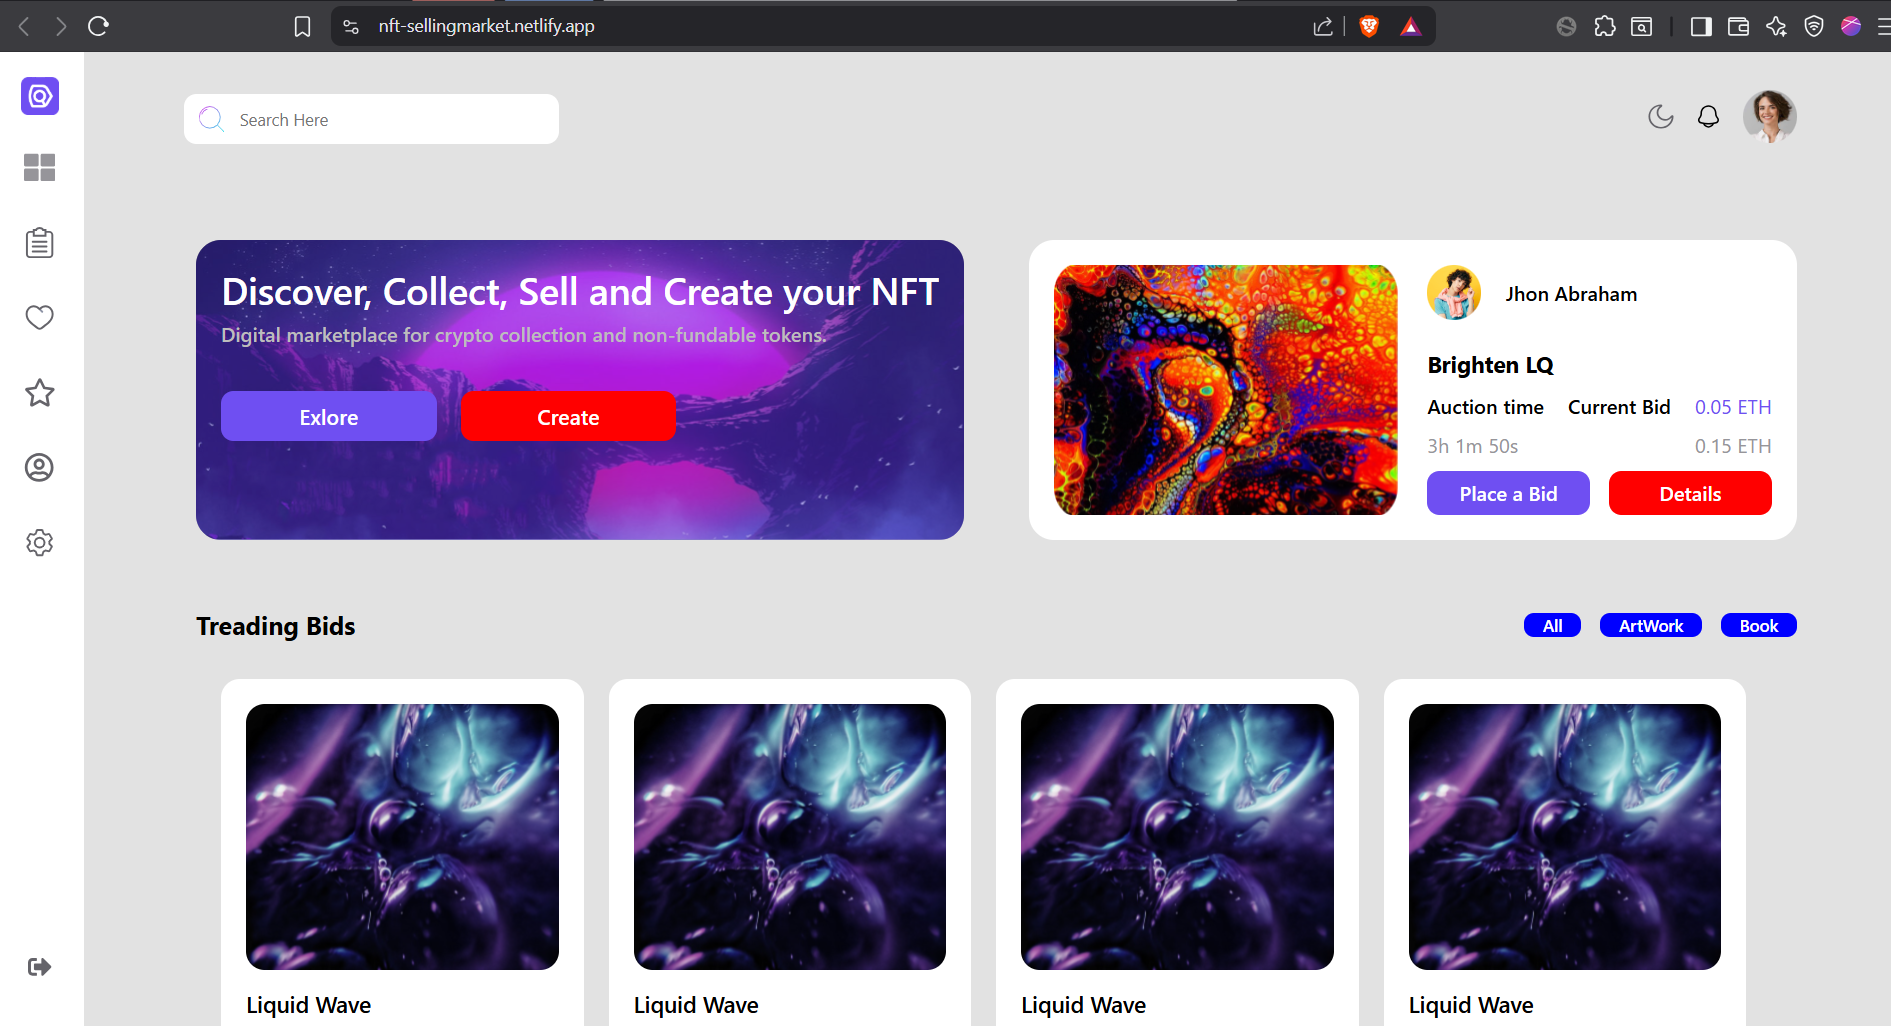 nft-sellingmarket.netlify.app
Search Here
Discover, Collect, Sell and Create your NFT
Digital marketplace for crypto collection and non-fundable tokens.
Exlore
Create
Jhon Abraham
Brighten LQ
Auction time
Current Bid
0.05 ETH
3h 1m 50s
0.15 ETH
Place a Bid
Details
Treading Bids
All
ArtWork
Book
Liquid Wave
Liquid Wave
Liquid Wave
Liquid Wave